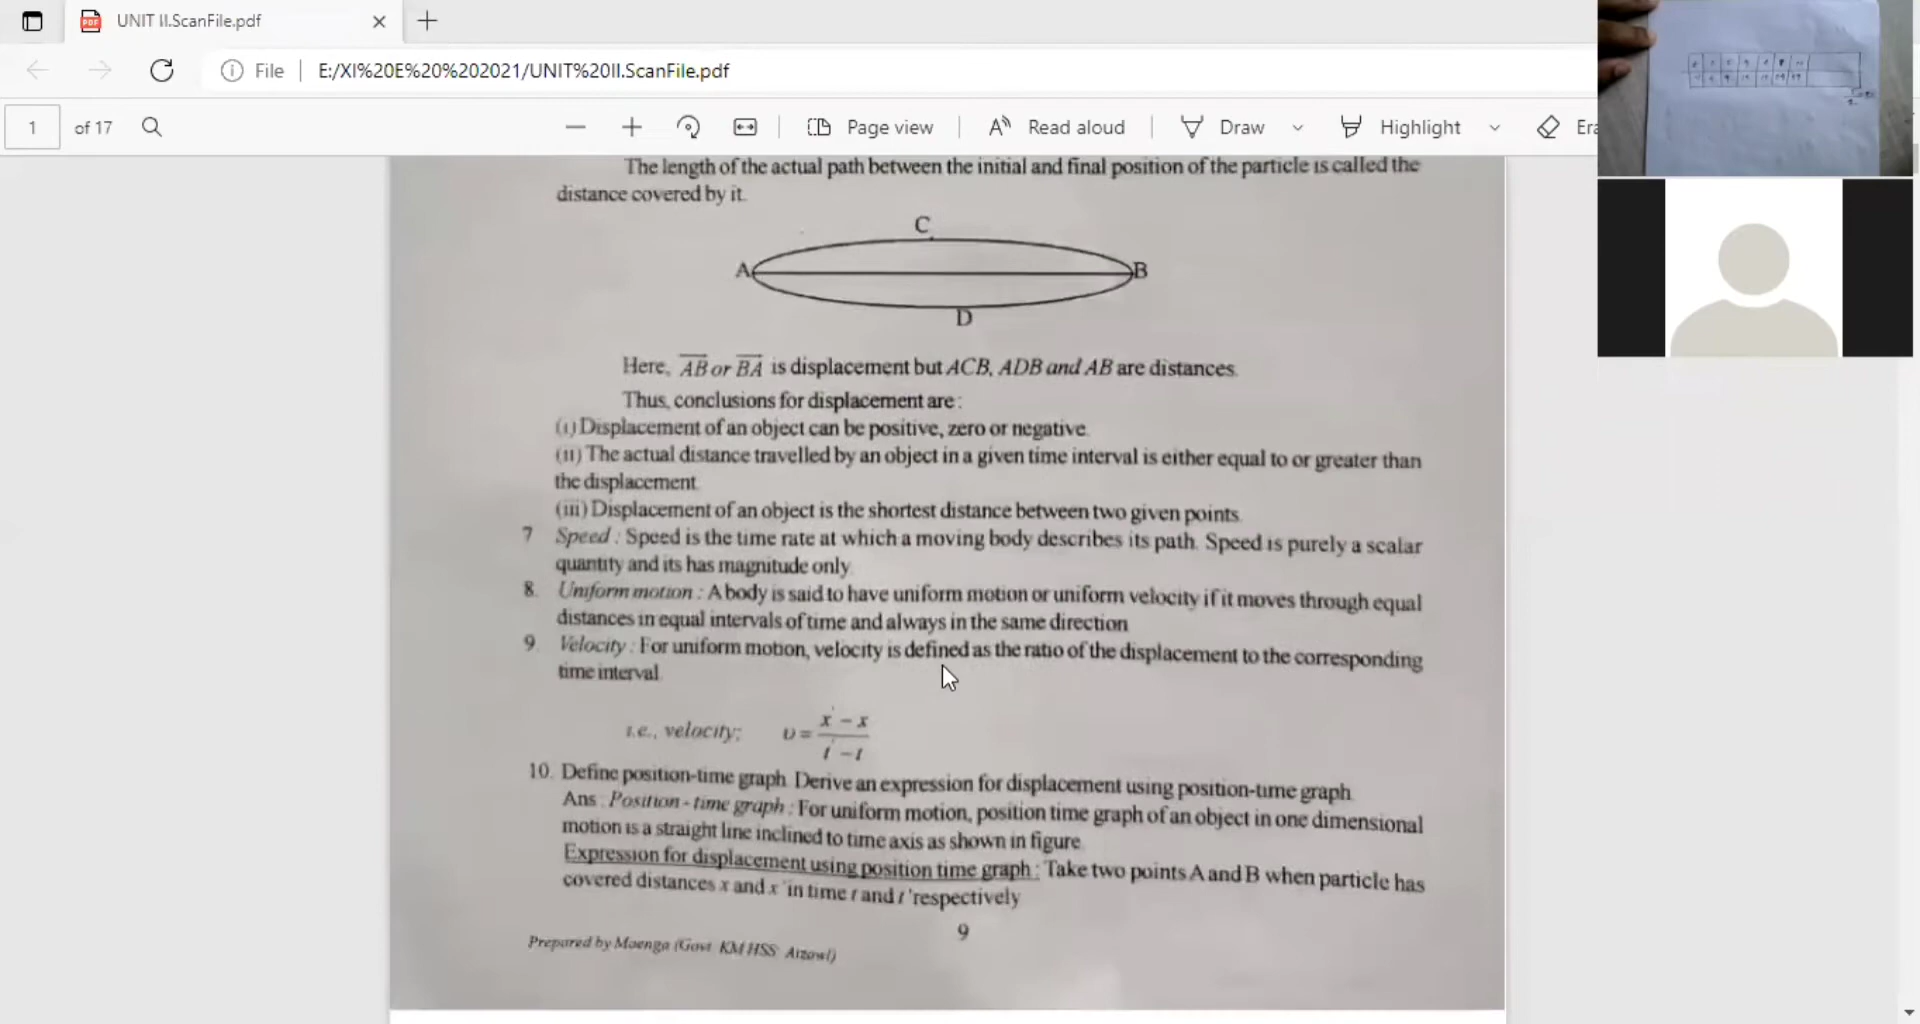 UNIT II.ScanFile.pdf
File
E:/XI%20E%20%202021/UNIT%20II.ScanFile.pdf
1 of 17
Page view
Read aloud
Draw
Highlight
Era
The length of the actual path between the initial and final position of the particle is called the
distance covered by it.
C
A
B
D
Here, AB or BA is displacement but ACB, ADB and AB are distances.
Thus, conclusions for displacement are :
(i) Displacement of an object can be positive, zero or negative.
(ii) The actual distance travelled by an object in a given time interval is either equal to or greater than
the displacement.
(iii) Displacement of an object is the shortest distance between two given points.
7 Speed : Speed is the time rate at which a moving body describes its path. Speed is purely a scalar
quantity and its has magnitude only
8. Uniform motion : A body is said to have uniform motion or uniform velocity if it moves through equal
distances in equal intervals of time and always in the same direction
9. Velocity : For uniform motion, velocity is defined as the ratio of the displacement to the corresponding
time interval.
i.e., velocity; υ = x' - x
t' - t
10. Define position-time graph. Derive an expression for displacement using position-time graph.
Ans : Position - time graph : For uniform motion, position time graph of an object in one dimensional
motion is a straight line inclined to time axis as shown in figure.
Expression for displacement using position time graph : Take two points A and B when particle has
covered distances x and x' in time t and t' respectively
9
Prepared by Maenga (Govt. KM HSS Aizawl)